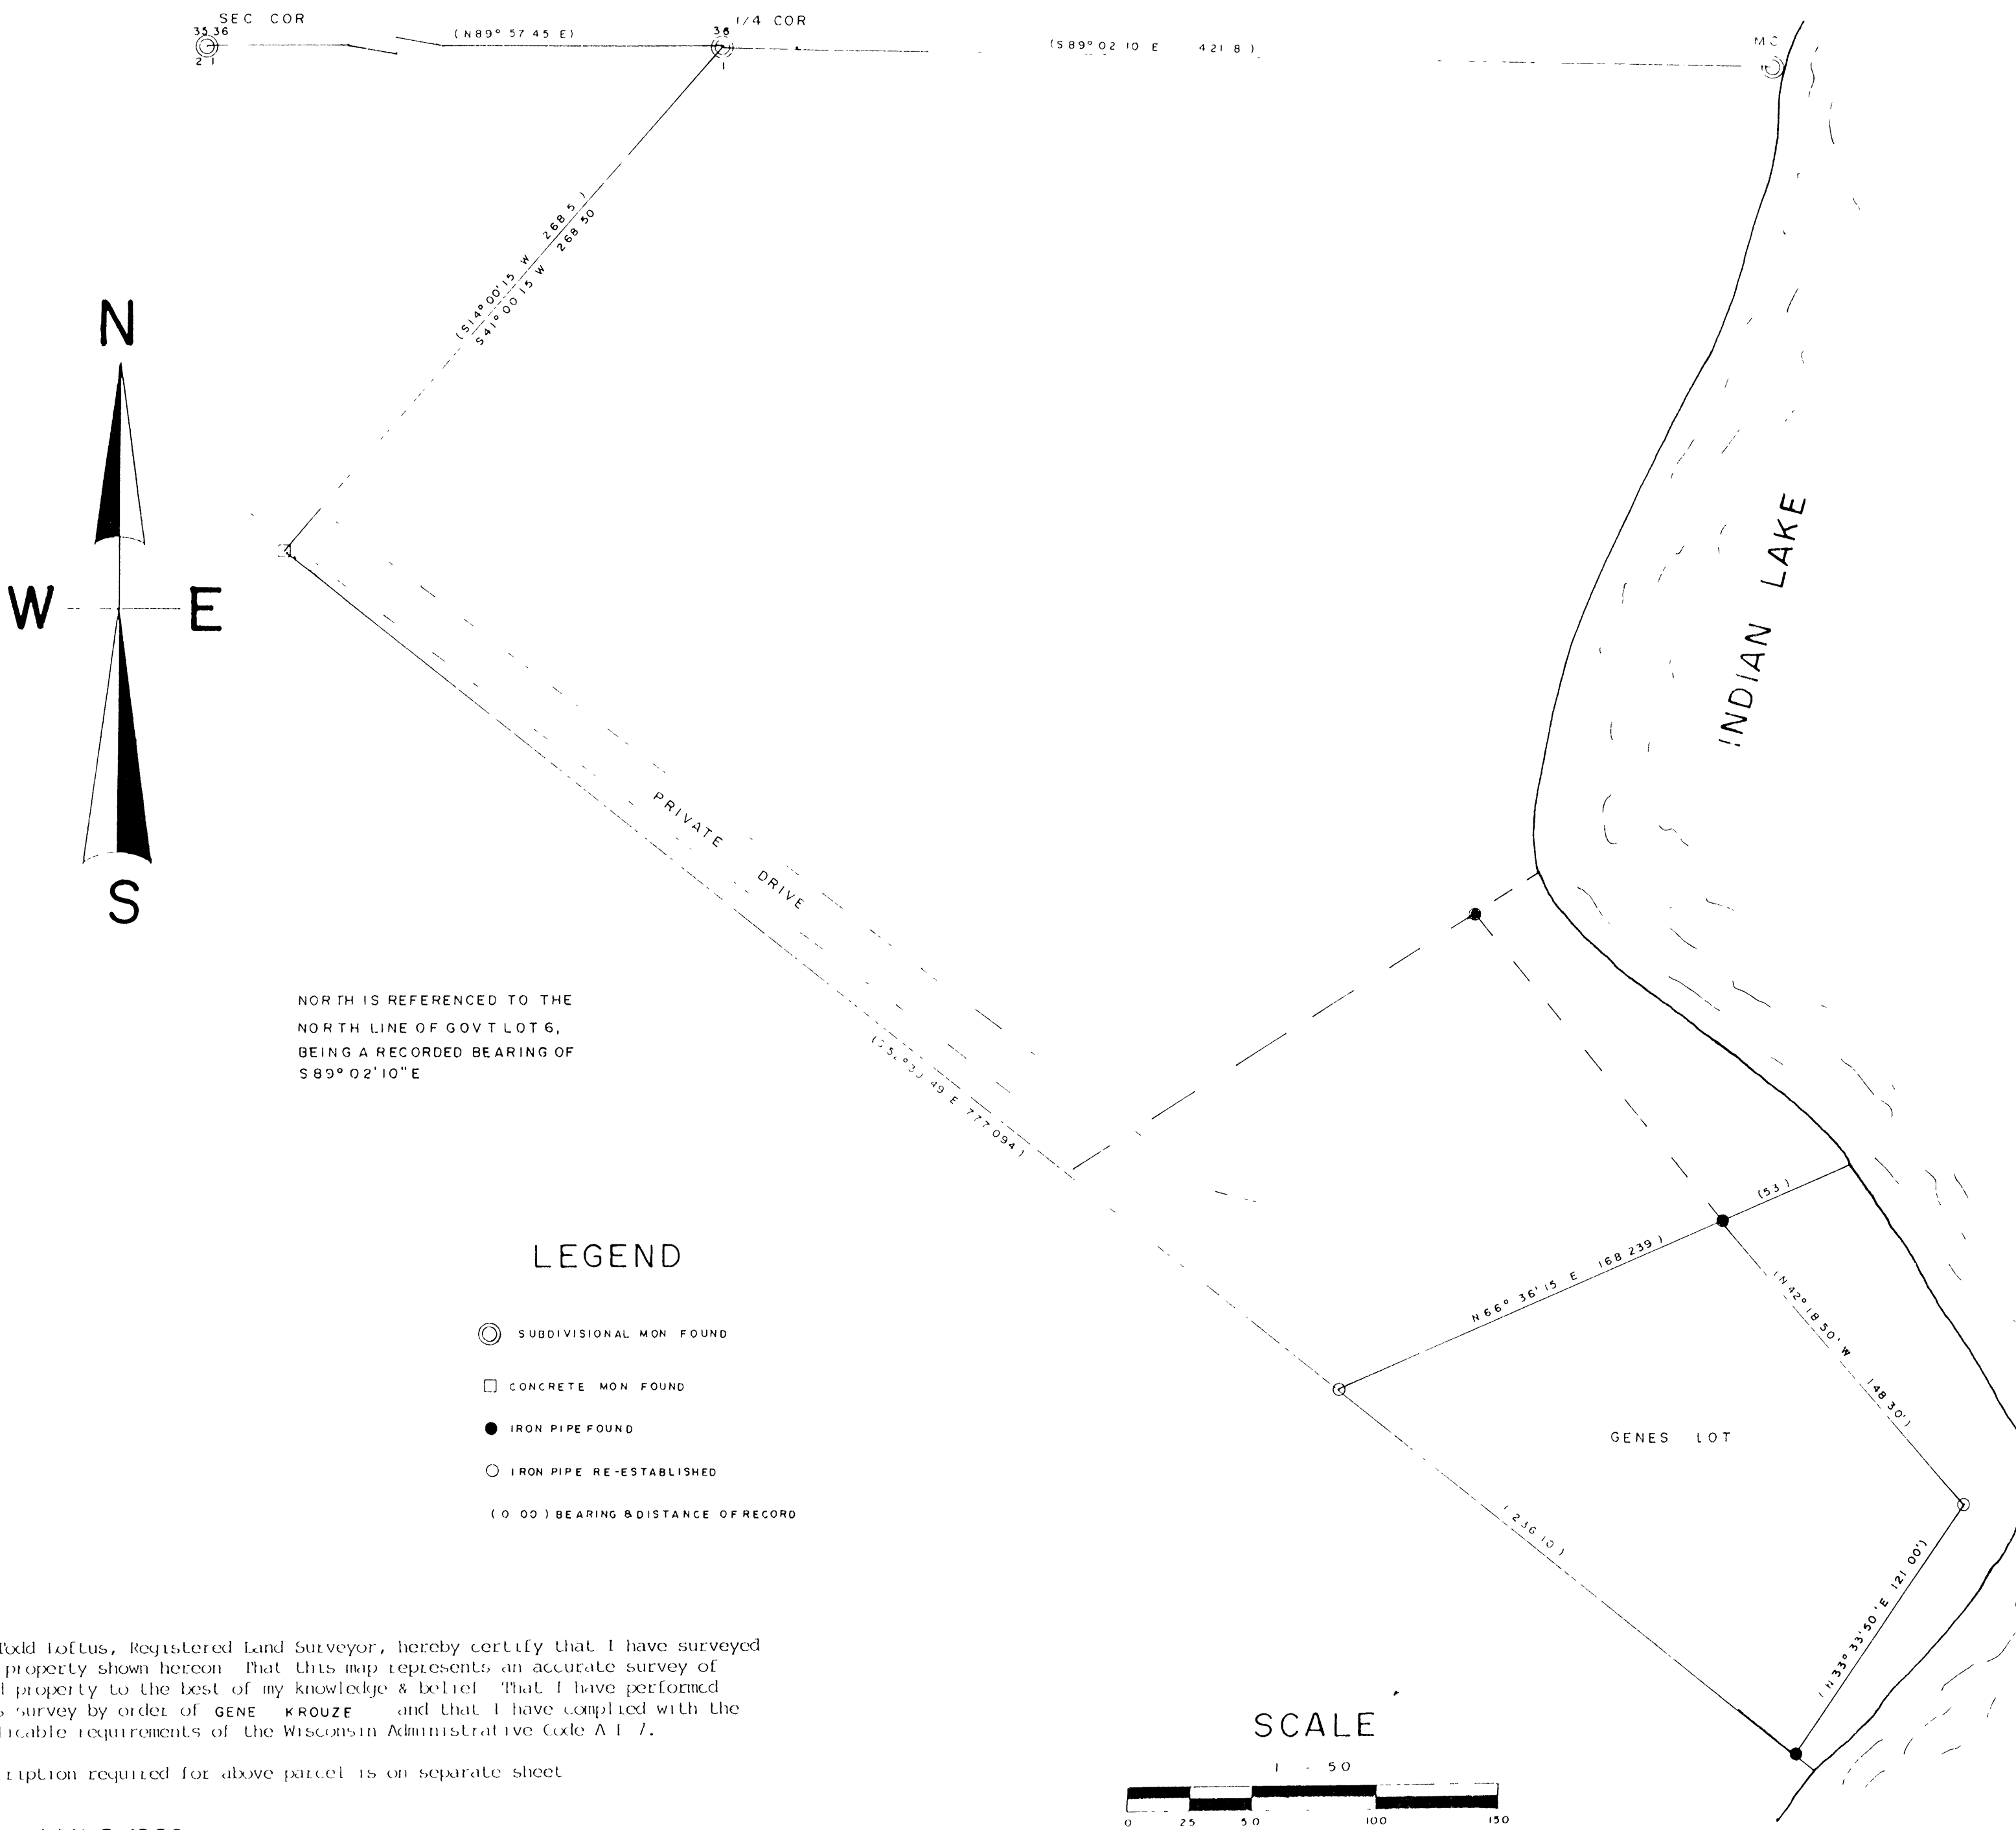 SEC COR
35 36
2 1
(N89° 57 45 E)
1/4 COR
36
1
(S89° 02 10 E 421 8 )
M C
(S14° 00' 15 W 268 5 )
S41° 00 15 W 268 50
N
W E
S
INDIAN LAKE
PRIVATE DRIVE
49 E 777 094)
NORTH IS REFERENCED TO THE
NORTH LINE OF GOVT LOT 6,
BEING A RECORDED BEARING OF
S89° 02' 10" E
(53 )
N 66° 36' 15 E 168 239 )
(N42° 18 50' W 148 30')
GENES LOT
( 236 10 )
( N 33° 33' 50 'E 121 00')
LEGEND
SUBDIVISIONAL MON FOUND
CONCRETE MON FOUND
IRON PIPE FOUND
IRON PIPE RE-ESTABLISHED
( 0 00 ) BEARING & DISTANCE OF RECORD
Todd Loftus, Registered Land Surveyor, hereby certify that I have surveyed
property shown hereon That this map represents an accurate survey of
property to the best of my knowledge & belief That I have performed
survey by order of GENE KROUZE and that I have complied with the
licable requirements of the Wisconsin Administrative Code A E 7.
ription required for above parcel is on separate sheet
SCALE
1 - 50
0 25 50 100 150